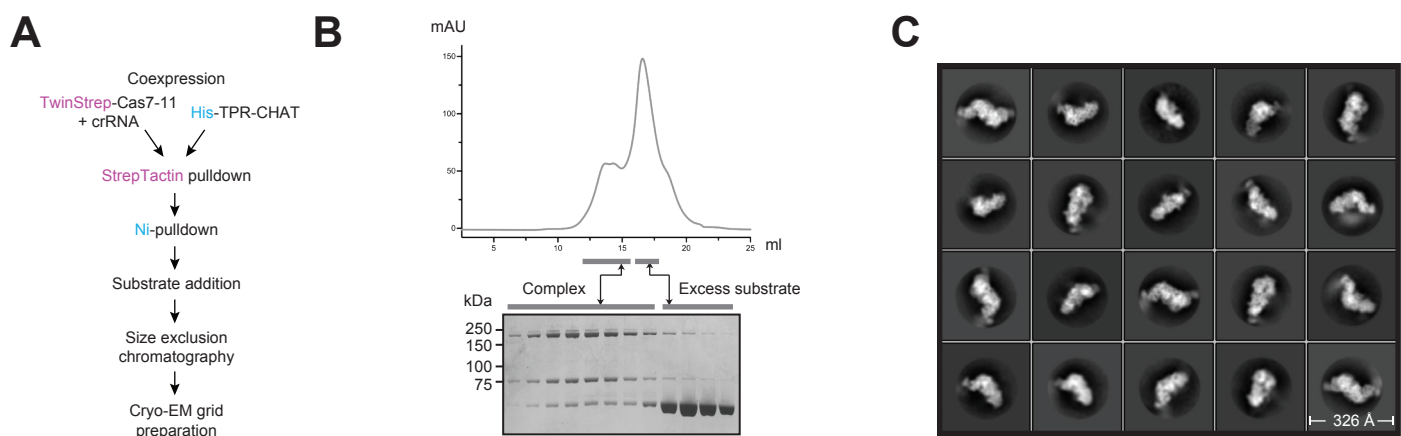 A
Coexpression
TwinStrep-Cas7-11
+ crRNA
His-TPR-CHAT
StrepTactin pulldown
Ni-pulldown
Substrate addition
Size exclusion
chromatography
Cryo-EM grid
preparation
B
mAU
150
100
50
0
5 10 15 20 25 ml
Complex
Excess substrate
kDa
250
150
100
75
C
326 Å